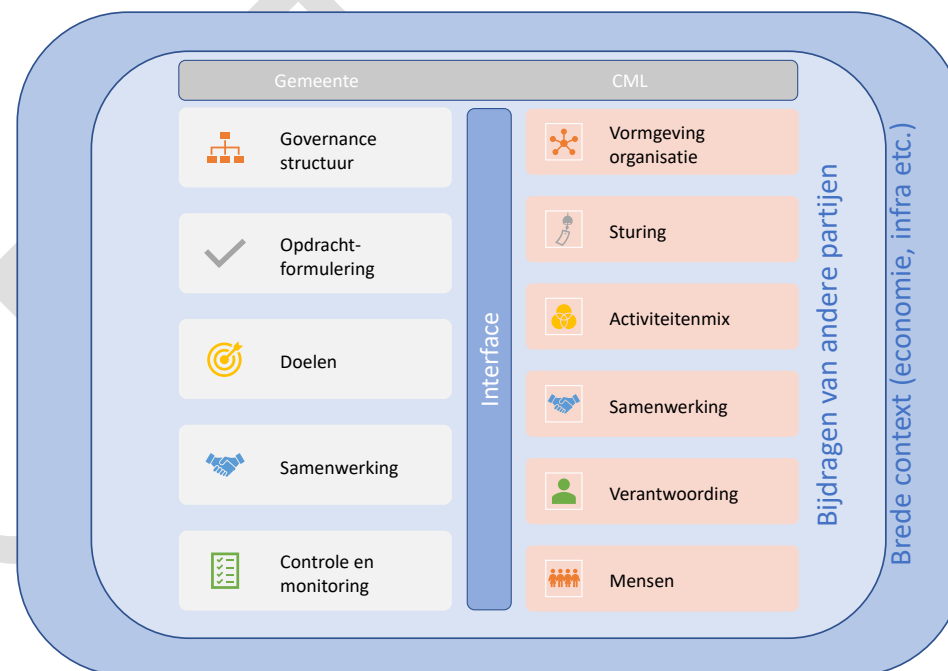 Gemeente
CML
Governance
structuur
Opdracht-
formulering
Doelen
Samenwerking
Controle en
monitoring
Interface
Vormgeving
organisatie
Sturing
Activiteitenmix
Samenwerking
Verantwoording
Mensen
Bijdragen van andere partijen
Brede context (economie, infra etc.)